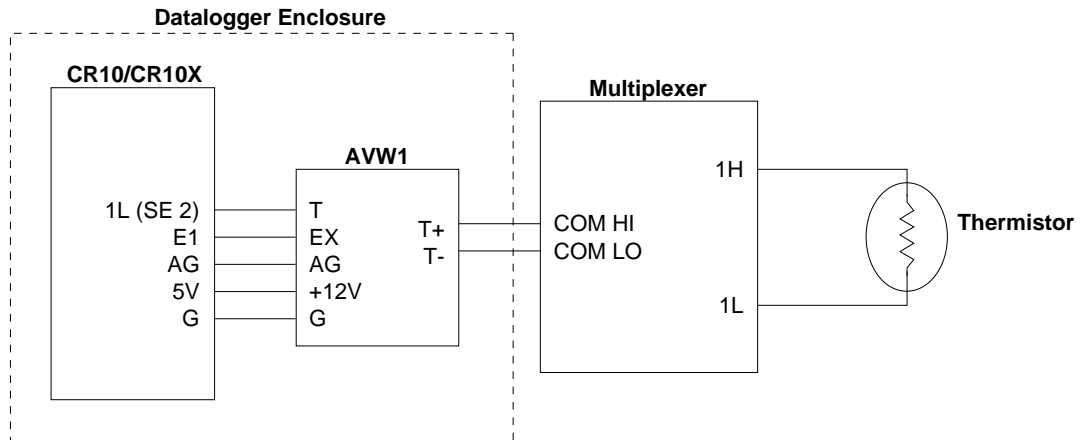 Datalogger Enclosure
CR10/CR10X
Multiplexer
AVW1
1H
1L (SE 2)
T
T+
COM HI
Thermistor
E1
EX
T-
COM LO
AG
AG
5V
+12V
1L
G
G